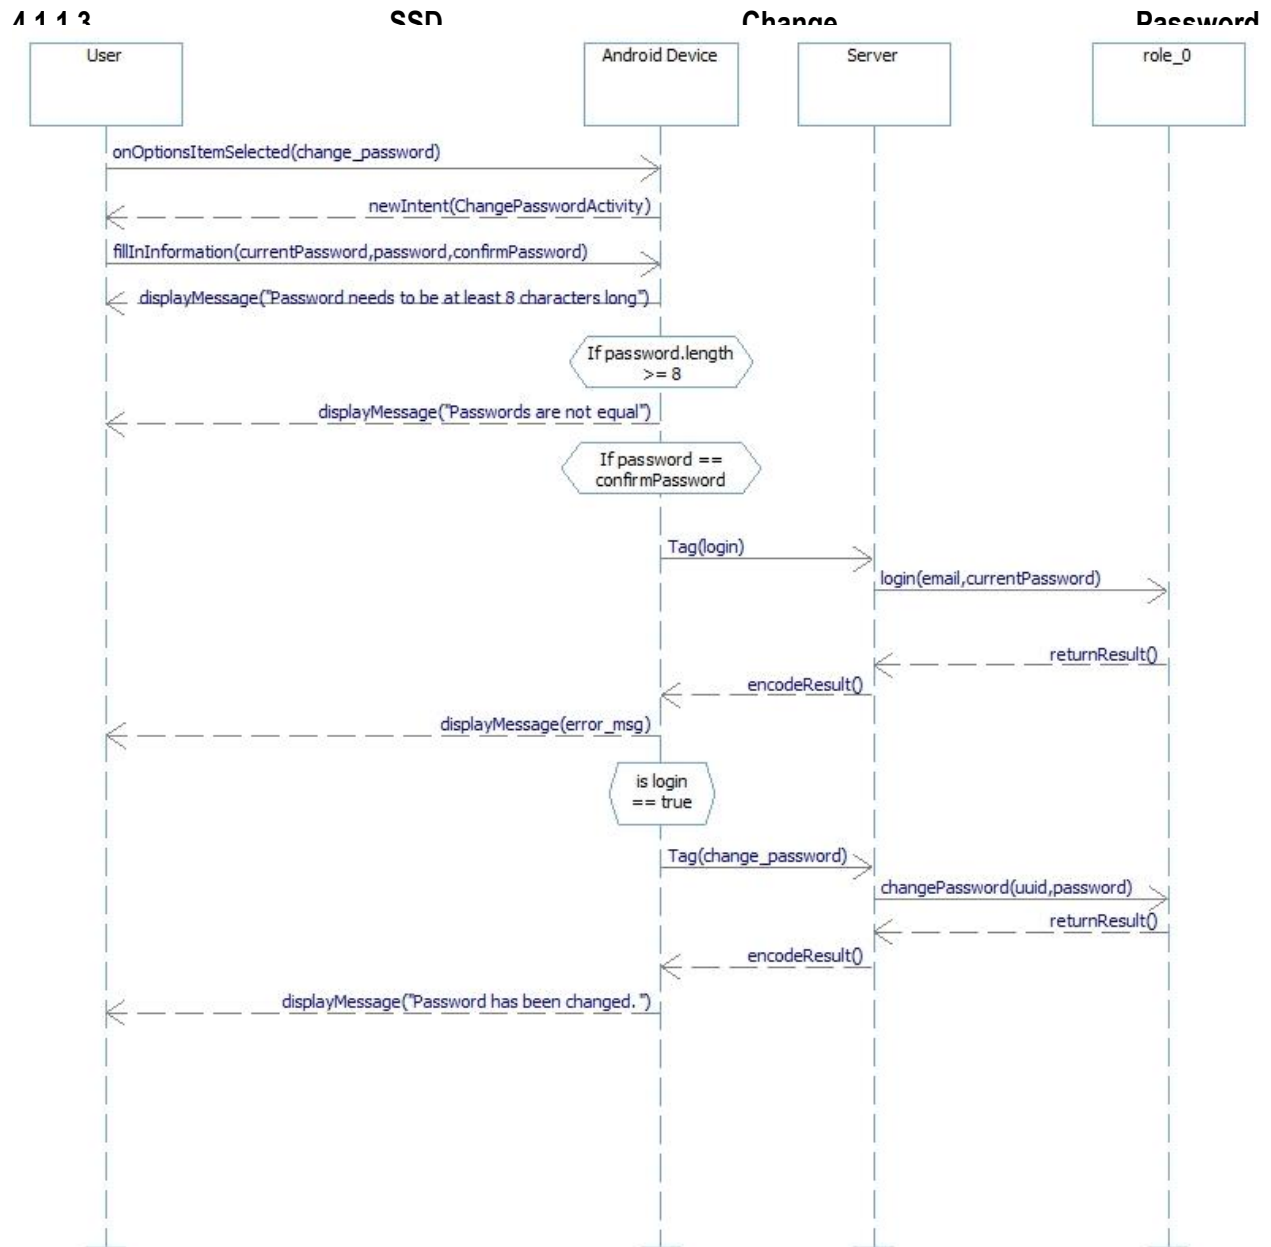 4.1.1.3 SSD Change Password
User Android Device Server role_0
onOptionsItemSelected(change_password)
newIntent(ChangePasswordActivity)
fillInInformation(currentPassword,password,confirmPassword)
displayMessage("Password needs to be at least 8 characters long")
If password.length
>= 8
displayMessage("Passwords are not equal")
If password ==
confirmPassword
Tag(login)
login(email,currentPassword)
returnResult()
encodeResult()
displayMessage(error_msg)
is login
== true
Tag(change_password)
changePassword(uuid,password)
returnResult()
encodeResult()
displayMessage("Password has been changed. ")